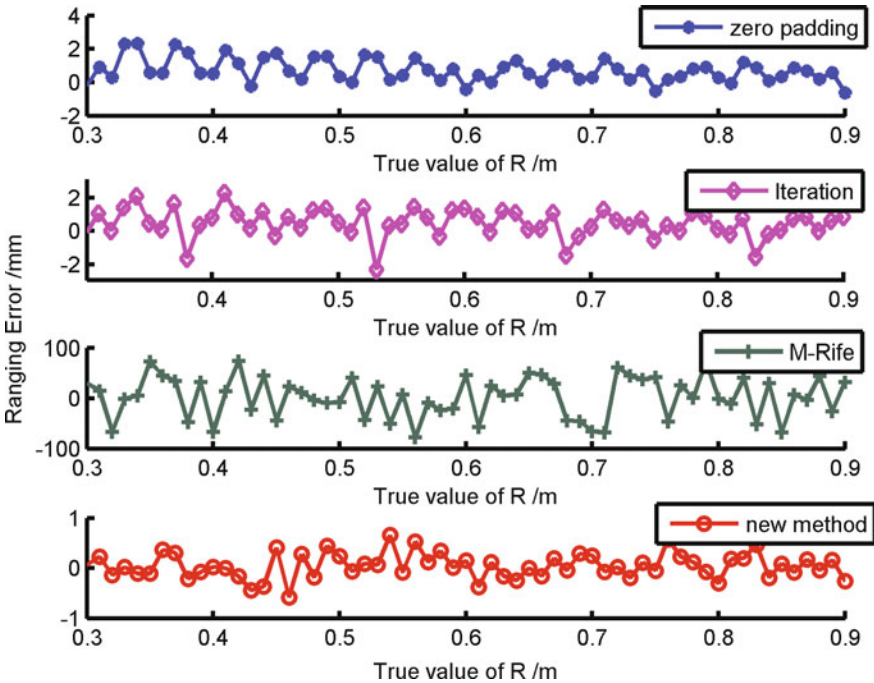 Ranging Error /mm
zero padding
4
2
0
-2
0.3 0.4 0.5 0.6 0.7 0.8 0.9
True value of R /m
Iteration
2
0
-2
0.4 0.5 0.6 0.7 0.8 0.9
True value of R /m
M-Rife
100
0
-100
0.3 0.4 0.5 0.6 0.7 0.8 0.9
True value of R /m
new method
1
0
-1
0.3 0.4 0.5 0.6 0.7 0.8 0.9
True value of R /m